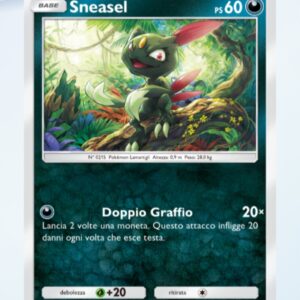 BASE
Sneasel
PS 60
N° 0215 Pokémon Lamartigli Altezza: 0,9 m Peso: 28.0 kg
Doppio Graffio 20×
Lancia 2 volte una moneta. Questo attacco infligge 20
danni ogni volta che esce testa.
debolezza +20 ritirata